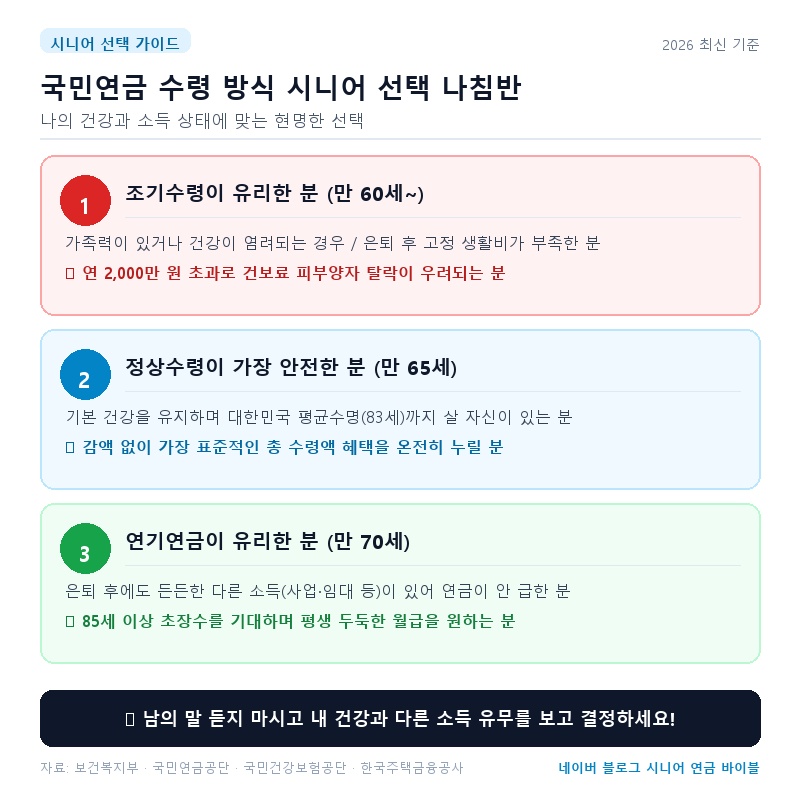 시니어 선택 가이드
2026 최신 기준
국민연금 수령 방식 시니어 선택 나침반
나의 건강과 소득 상태에 맞는 현명한 선택
1
조기수령이 유리한 분 (만 60세~)
가족력이 있거나 건강이 염려되는 경우 / 은퇴 후 고정 생활비가 부족한 분
연 2,000만 원 초과로 건보료 피부양자 탈락이 우려되는 분
2
정상수령이 가장 안전한 분 (만 65세)
기본 건강을 유지하며 대한민국 평균수명(83세)까지 살 자신이 있는 분
감액 없이 가장 표준적인 총 수령액 혜택을 온전히 누릴 분
3
연기연금이 유리한 분 (만 70세)
은퇴 후에도 든든한 다른 소득(사업·임대 등)이 있어 연금이 안 급한 분
85세 이상 초장수를 기대하며 평생 두둑한 월급을 원하는 분
남의 말 듣지 마시고 내 건강과 다른 소득 유무를 보고 결정하세요!
자료: 보건복지부 · 국민연금공단 · 국민건강보험공단 · 한국주택금융공사
네이버 블로그 시니어 연금 바이블